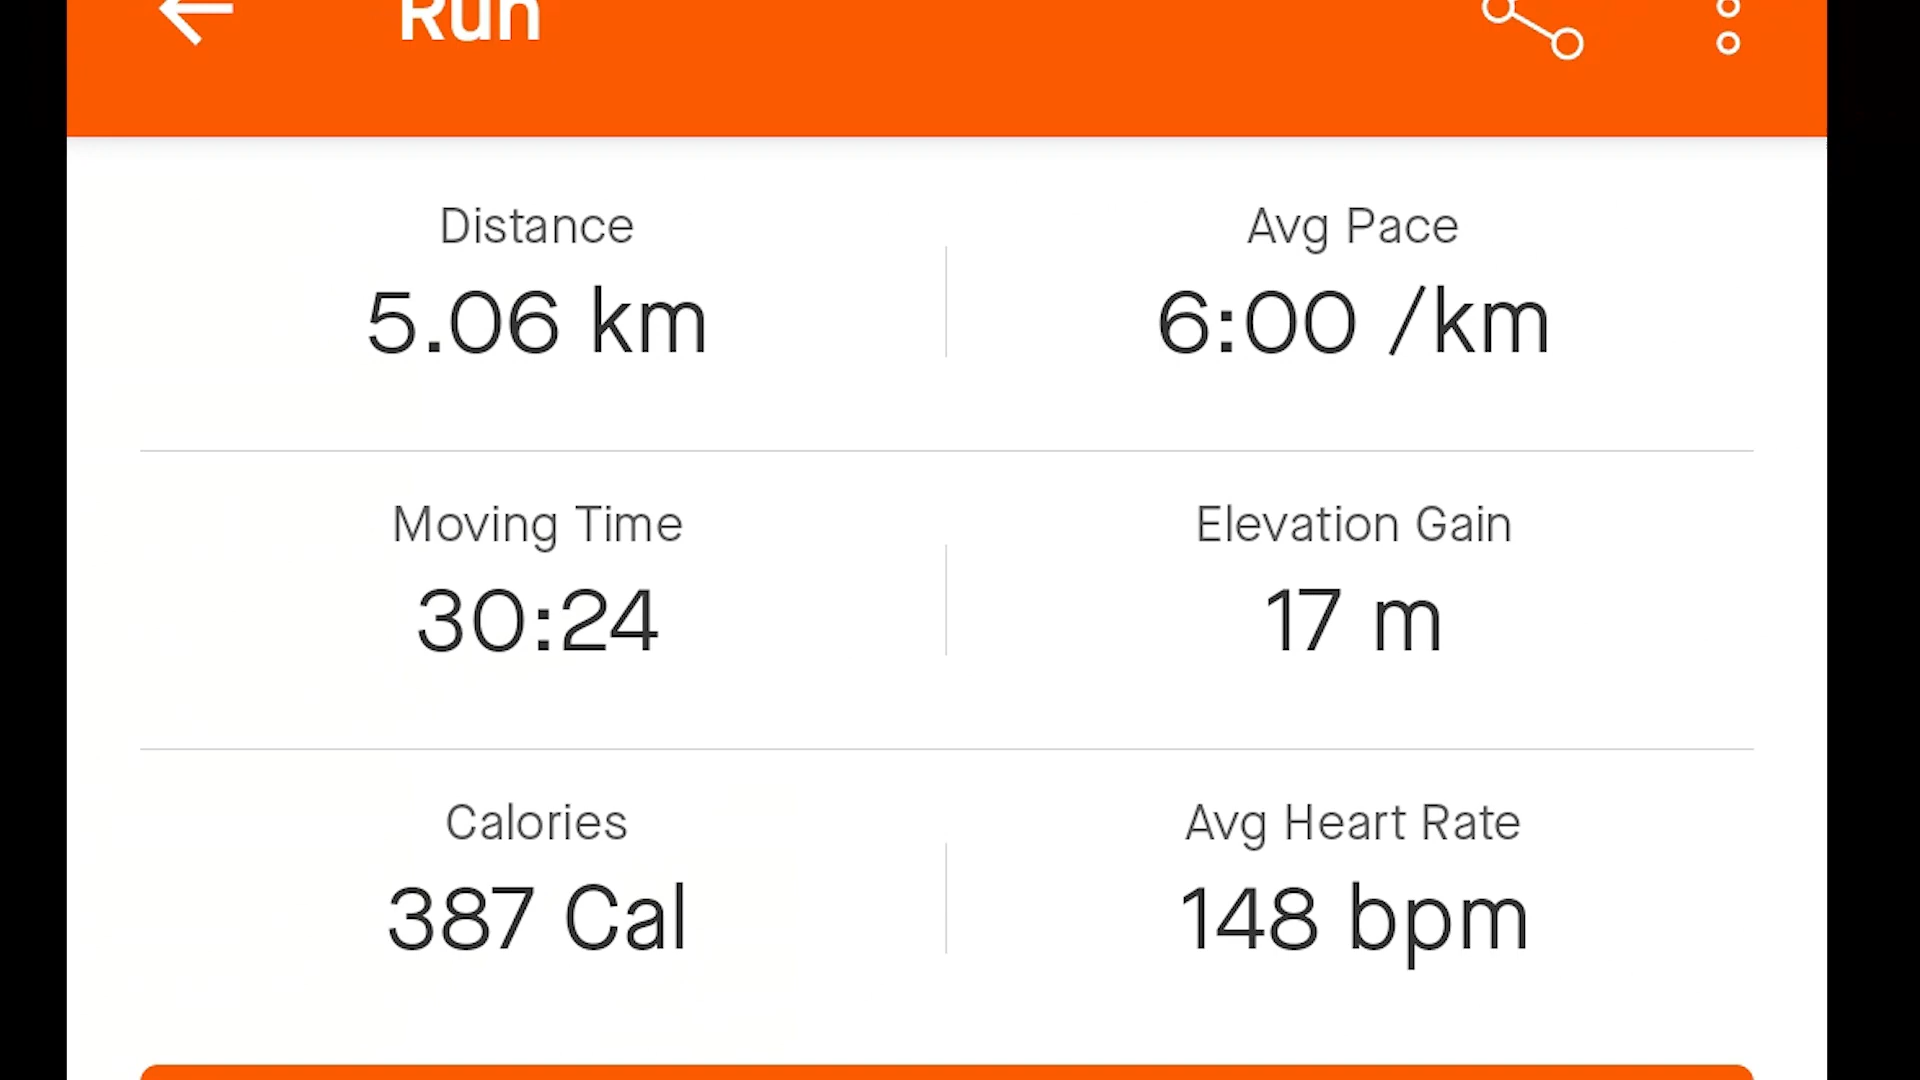 Run
Distance
Avg Pace
5.06 km
6:00 /km
Moving Time
Elevation Gain
30:24
17 m
Calories
Avg Heart Rate
387 Cal
148 bpm